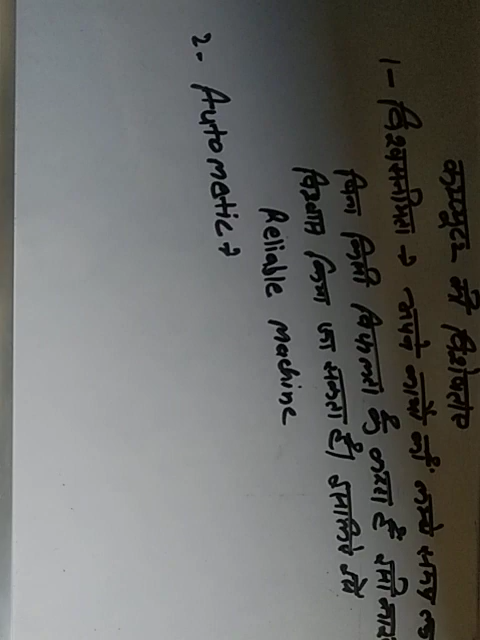 कम्प्यूटर की विशेषताएं
1- विश्वसनीयता → अपने कार्य को लम्बे समय तक
बिना किसी विफलता के करता है इसी कारण
विश्वास किया जा सकता है। इसलिये इसे
Reliable machine
2- Automatic→